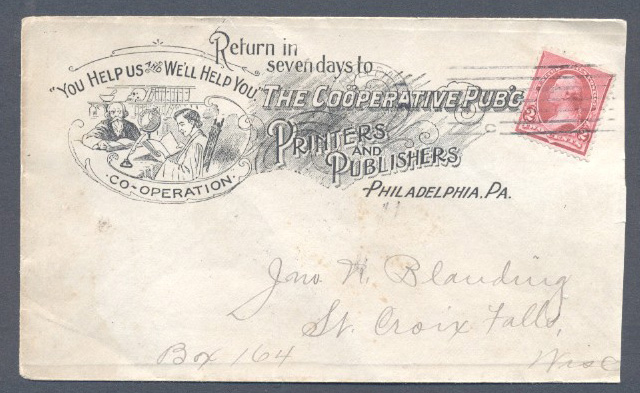 Return in
seven days to
"YOU HELP US AND WE'LL HELP YOU"
CO-OPERATION.
THE COÖPERATIVE PUB'G
PRINTERS
AND
PUBLISHERS
PHILADELPHIA, PA.
Jno N. Blanding
St. Croix Falls,
Box 164
Wisc